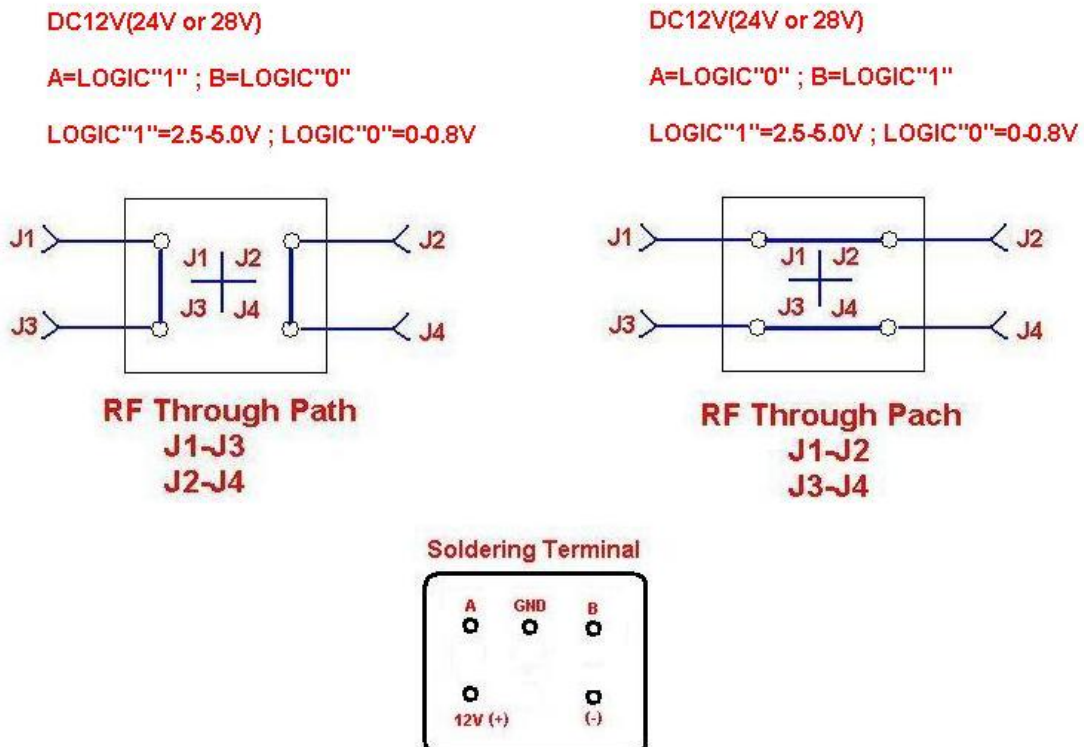 DC12V(24V or 28V)
A=LOGIC"1" ; B=LOGIC"0"
LOGIC"1"=2.5-5.0V ; LOGIC"0"=0-0.8V
J1
J2
J1 J2
J3 J4
J3
J4
RF Through Path
J1-J3
J2-J4
DC12V(24V or 28V)
A=LOGIC"0" ; B=LOGIC"1"
LOGIC"1"=2.5-5.0V ; LOGIC"0"=0-0.8V
J1
J2
J1 J2
J3 J4
J3
J4
RF Through Pach
J1-J2
J3-J4
Soldering Terminal
A GND B
12V (+) (-)